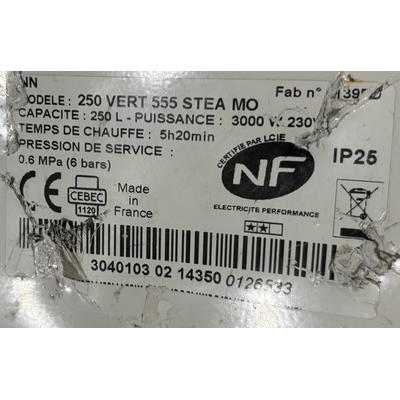 NN
MODELE : 250 VERT 555 STEA MO
Fab n°
CAPACITE : 250 L - PUISSANCE : 3000 W 230V
TEMPS DE CHAUFFE : 5h20min
PRESSION DE SERVICE :
0.6 MPa (6 bars)
CERTIFIE PAR LCIE
NF
IP25
CE
CEBEC
1120
Made in
France
ELECTRICITE PERFORMANCE
3040103 02 14350 0126533